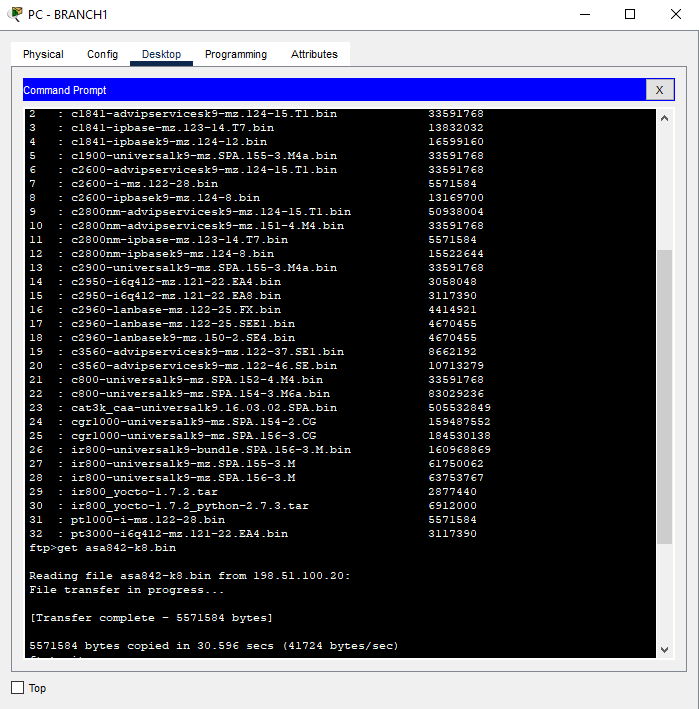 PC - BRANCH1
Physical Config Desktop Programming Attributes
Command Prompt X
2 : c1841-advipservicesk9-mz.124-15.T1.bin 33591768
3 : c1841-ipbase-mz.123-14.T7.bin 13832032
4 : c1841-ipbasek9-mz.124-12.bin 16599160
5 : c1900-universalk9-mz.SPA.155-3.M4a.bin 33591768
6 : c2600-advipservicesk9-mz.124-15.T1.bin 33591768
7 : c2600-i-mz.122-28.bin 5571584
8 : c2600-ipbasek9-mz.124-8.bin 13169700
9 : c2800nm-advipservicesk9-mz.124-15.T1.bin 50938004
10 : c2800nm-advipservicesk9-mz.151-4.M4.bin 33591768
11 : c2800nm-ipbase-mz.123-14.T7.bin 5571584
12 : c2800nm-ipbasek9-mz.124-8.bin 15522644
13 : c2900-universalk9-mz.SPA.155-3.M4a.bin 33591768
14 : c2950-i6q4l2-mz.121-22.EA4.bin 3058048
15 : c2950-i6q4l2-mz.121-22.EA8.bin 3117390
16 : c2960-lanbase-mz.122-25.FX.bin 4414921
17 : c2960-lanbase-mz.122-25.SEE1.bin 4670455
18 : c2960-lanbasek9-mz.150-2.SE4.bin 4670455
19 : c3560-advipservicesk9-mz.122-37.SE1.bin 8662192
20 : c3560-advipservicesk9-mz.122-46.SE.bin 10713279
21 : c800-universalk9-mz.SPA.152-4.M4.bin 33591768
22 : c800-universalk9-mz.SPA.154-3.M6a.bin 83029236
23 : cat3k_caa-universalk9.16.03.02.SPA.bin 505532849
24 : cgr1000-universalk9-mz.SPA.154-2.CG 159487552
25 : cgr1000-universalk9-mz.SPA.156-3.CG 184530138
26 : ir800-universalk9-bundle.SPA.156-3.M.bin 160968869
27 : ir800-universalk9-mz.SPA.155-3.M 61750062
28 : ir800-universalk9-mz.SPA.156-3.M 63753767
29 : ir800_yocto-1.7.2.tar 2877440
30 : ir800_yocto-1.7.2_python-2.7.3.tar 6912000
31 : pt1000-i-mz.122-28.bin 5571584
32 : pt3000-i6q4l2-mz.121-22.EA4.bin 3117390
ftp>get asa842-k8.bin
Reading file asa842-k8.bin from 198.51.100.20:
File transfer in progress...
[Transfer complete - 5571584 bytes]
5571584 bytes copied in 30.596 secs (41724 bytes/sec)
Top